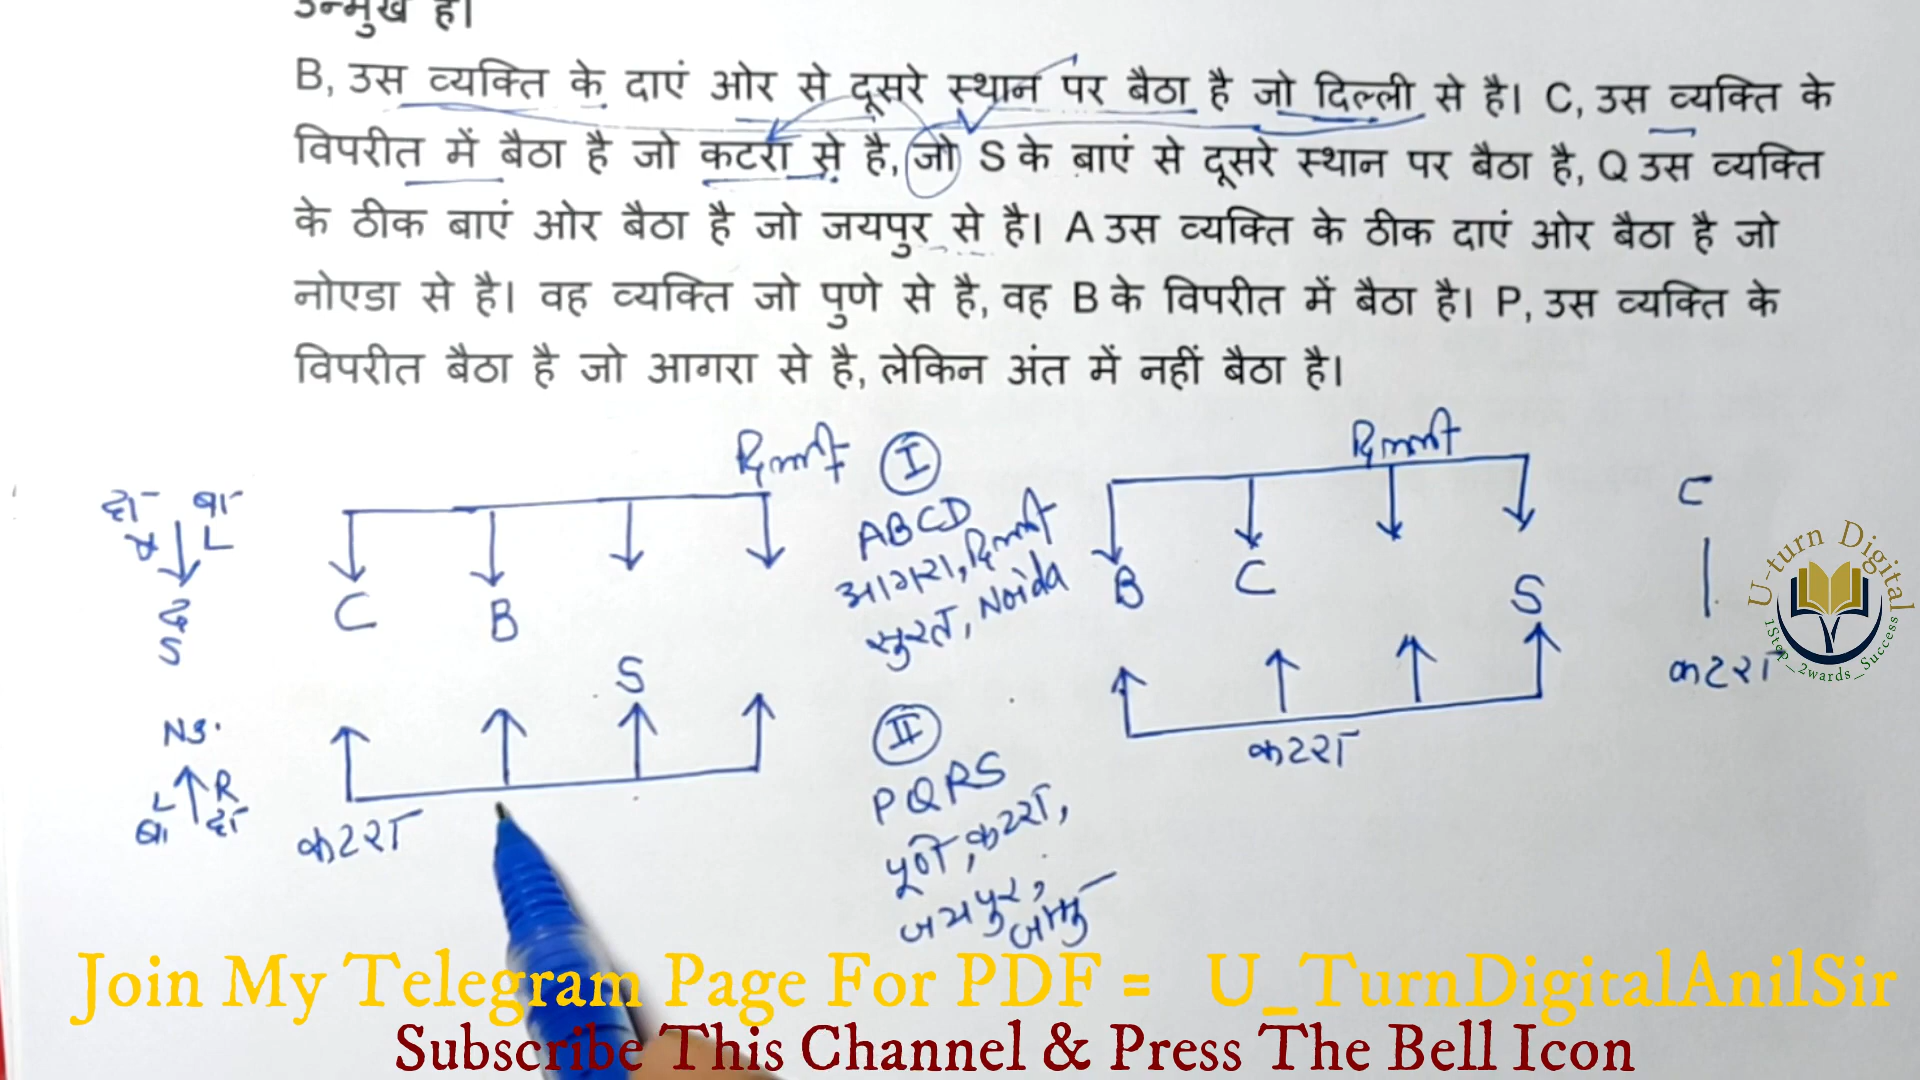 उन्मुख है।
B, उस व्यक्ति के दाएं ओर से दूसरे स्थान पर बैठा है जो दिल्ली से है। C, उस व्यक्ति के
विपरीत में बैठा है जो कटरा से है, जो S के बाएं से दूसरे स्थान पर बैठा है, Q उस व्यक्ति
के ठीक बाएं ओर बैठा है जो जयपुर से है। A उस व्यक्ति के ठीक दाएं ओर बैठा है जो
नोएडा से है। वह व्यक्ति जो पुणे से है, वह B के विपरीत में बैठा है। P, उस व्यक्ति के
विपरीत बैठा है जो आगरा से है, लेकिन अंत में नहीं बैठा है।
दिल्ली
I
दिल्ली
दा बा
L
द
S
C B
ABCD
आगरा, दिल्ली
सुरत, Noida
B C
S
C
कटरा
S
उ.
L R
बा दा
कटरा
II
PQRS
पूणे, कटरा,
जयपुर,
जम्मु
कटरा
U-turn Digital
1Step_2wards_Success
Join My Telegram Page For PDF = U_TurnDigitalAnilSir
Subscribe This Channel & Press The Bell Icon